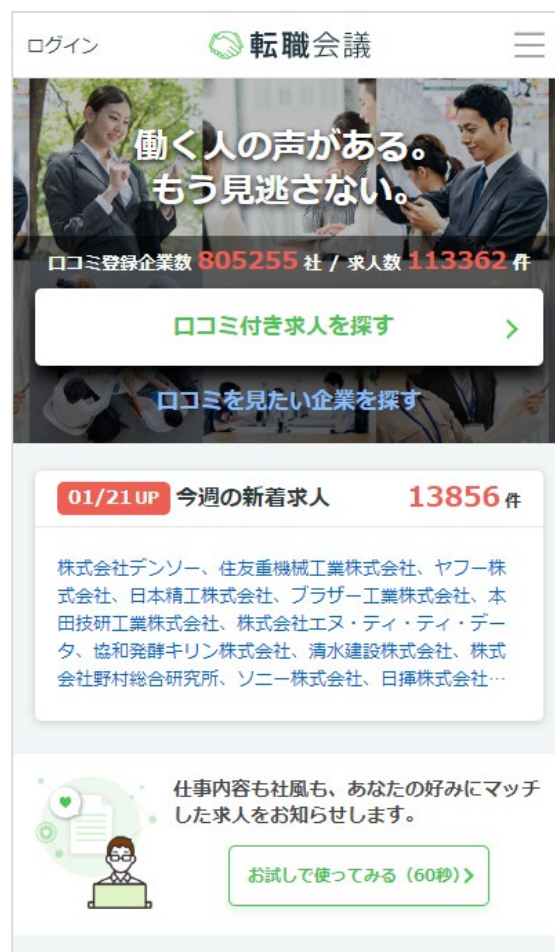 ログイン
転職会議
働く人の声がある。
もう見逃さない。
口コミ登録企業数 805255 社 / 求人数 113362 件
口コミ付き求人を探す
口コミを見たい企業を探す
01/21 UP 今週の新着求人 13856 件
株式会社デンソー、住友重機械工業株式会社、ヤフー株
式会社、日本精工株式会社、ブラザー工業株式会社、本
田技研工業株式会社、株式会社エヌ・ティ・ティ・デー
タ、協和発酵キリン株式会社、清水建設株式会社、株式
会社野村総合研究所、ソニー株式会社、日揮株式会社…
仕事内容も社風も、あなたの好みにマッチ
した求人をお知らせします。
お試しで使ってみる（60秒）